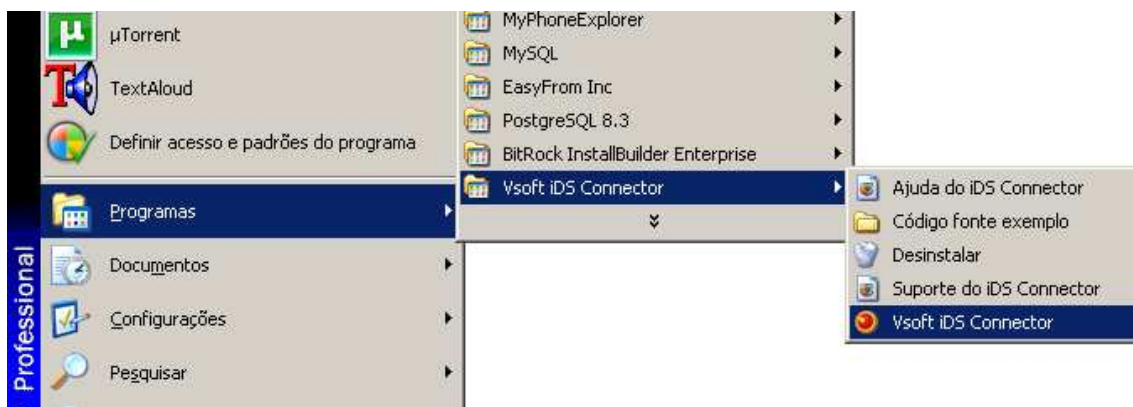 µTorrent
TextAloud
Definir acesso e padrões do programa
Programas
Documentos
Configurações
Pesquisar
Professional
MyPhoneExplorer
MySQL
EasyFrom Inc
PostgreSQL 8.3
BitRock InstallBuilder Enterprise
Vsoft iDS Connector
Ajuda do iDS Connector
Código fonte exemplo
Desinstalar
Suporte do iDS Connector
Vsoft iDS Connector